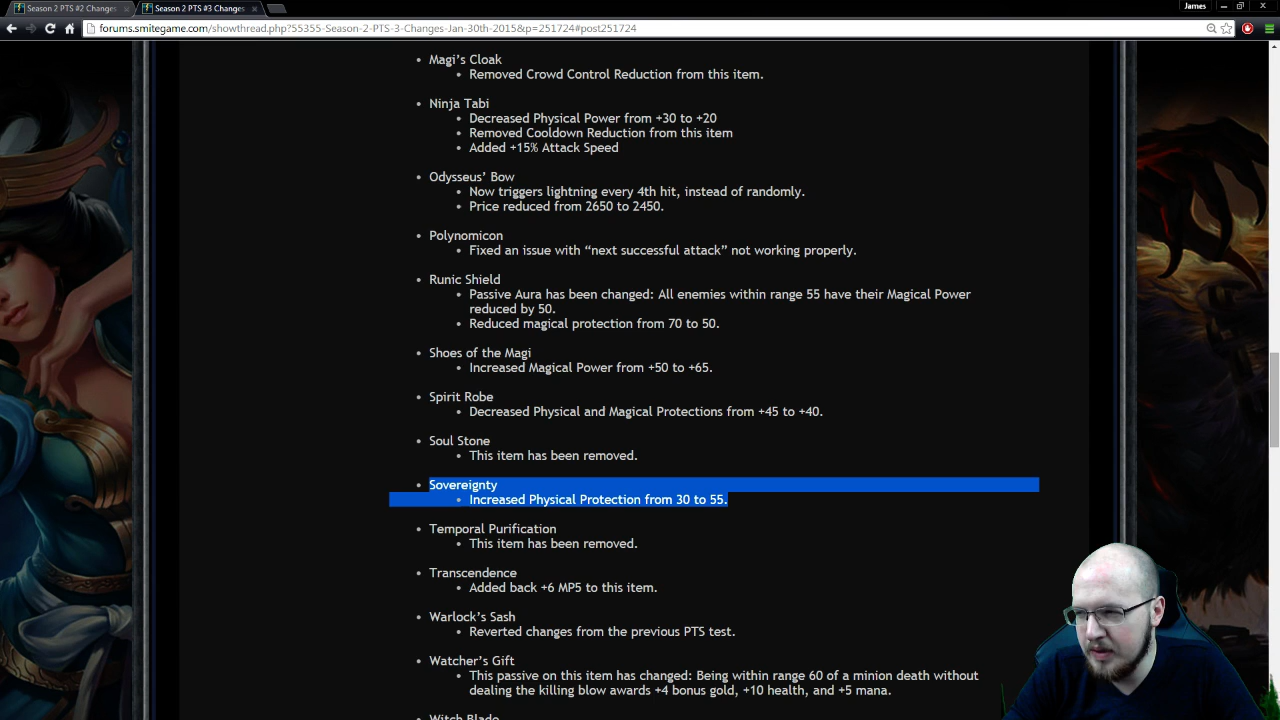 Season 2 PTS #2 Changes
Season 2 PTS #3 Changes
James
forums.smitegame.com/showthread.php?55355-Season-2-PTS-3-Changes-Jan-30th-2015&p=251724#post251724
• Magi's Cloak
• Removed Crowd Control Reduction from this item.
• Ninja Tabi
• Decreased Physical Power from +30 to +20
• Removed Cooldown Reduction from this item
• Added +15% Attack Speed
• Odysseus' Bow
• Now triggers lightning every 4th hit, instead of randomly.
• Price reduced from 2650 to 2450.
• Polynomicon
• Fixed an issue with “next successful attack” not working properly.
• Runic Shield
• Passive Aura has been changed: All enemies within range 55 have their Magical Power
reduced by 50.
• Reduced magical protection from 70 to 50.
• Shoes of the Magi
• Increased Magical Power from +50 to +65.
• Spirit Robe
• Decreased Physical and Magical Protections from +45 to +40.
• Soul Stone
• This item has been removed.
• Sovereignty
• Increased Physical Protection from 30 to 55.
• Temporal Purification
• This item has been removed.
• Transcendence
• Added back +6 MP5 to this item.
• Warlock's Sash
• Reverted changes from the previous PTS test.
• Watcher's Gift
• This passive on this item has changed: Being within range 60 of a minion death without
dealing the killing blow awards +4 bonus gold, +10 health, and +5 mana.
• Witch Blade